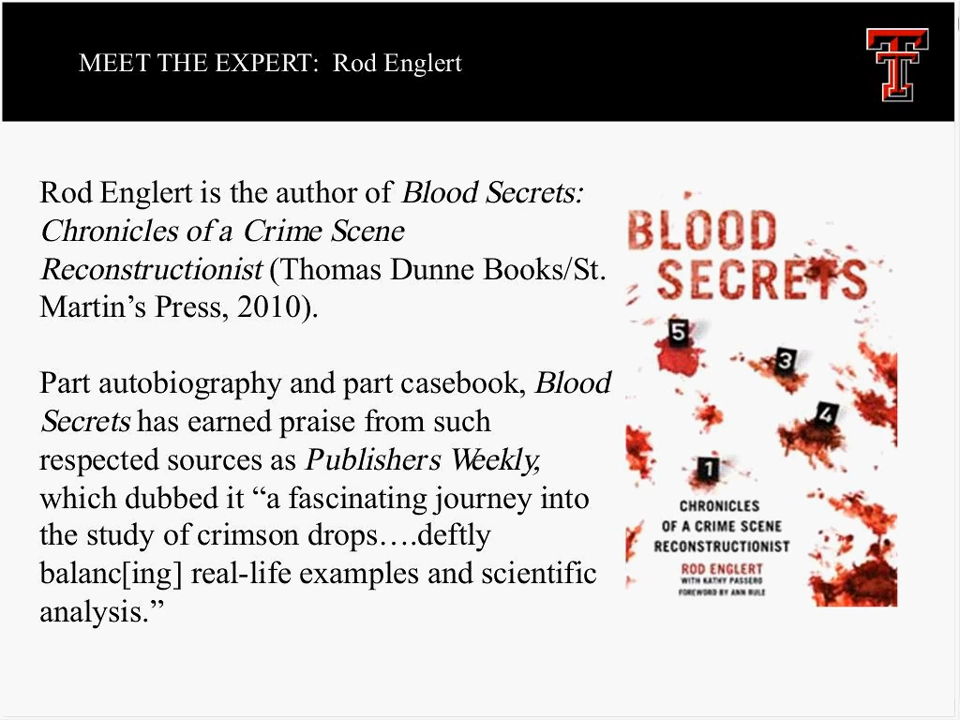 MEET THE EXPERT: Rod Englert
Rod Englert is the author of Blood Secrets:
Chronicles of a Crime Scene
Reconstructionist (Thomas Dunne Books/St.
Martin’s Press, 2010).
Part autobiography and part casebook, Blood
Secrets has earned praise from such
respected sources as Publishers Weekly,
which dubbed it “a fascinating journey into
the study of crimson drops….deftly
balanc[ing] real-life examples and scientific
analysis.”
BLOOD
SECRETS
5
3
4
1
CHRONICLES
OF A CRIME SCENE
RECONSTRUCTIONIST
ROD ENGLERT
WITH KATHY PASSERO
FOREWORD BY ANN RULE